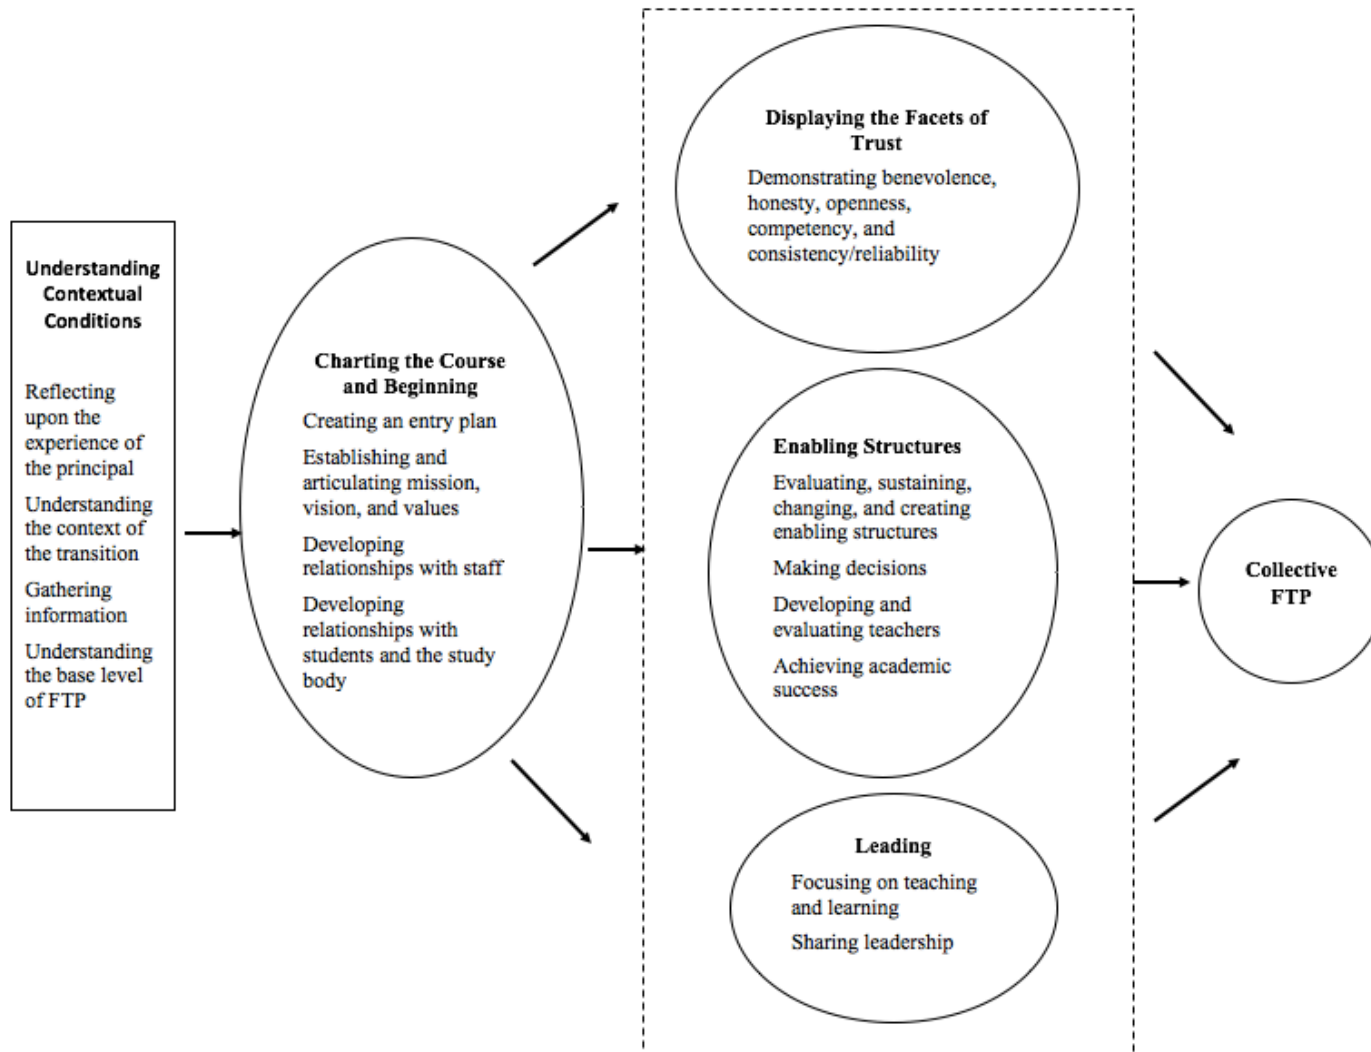 Understanding
Contextual
Conditions
Reflecting
upon the
experience of
the principal
Understanding
the context of
the transition
Gathering
information
Understanding
the base level
of FTP
Charting the Course
and Beginning
Creating an entry plan
Establishing and
articulating mission,
vision, and values
Developing
relationships with staff
Developing
relationships with
students and the study
body
Displaying the Facets of
Trust
Demonstrating benevolence,
honesty, openness,
competency, and
consistency/reliability
Enabling Structures
Evaluating, sustaining,
changing, and creating
enabling structures
Making decisions
Developing and
evaluating teachers
Achieving academic
success
Leading
Focusing on teaching
and learning
Sharing leadership
Collective
FTP